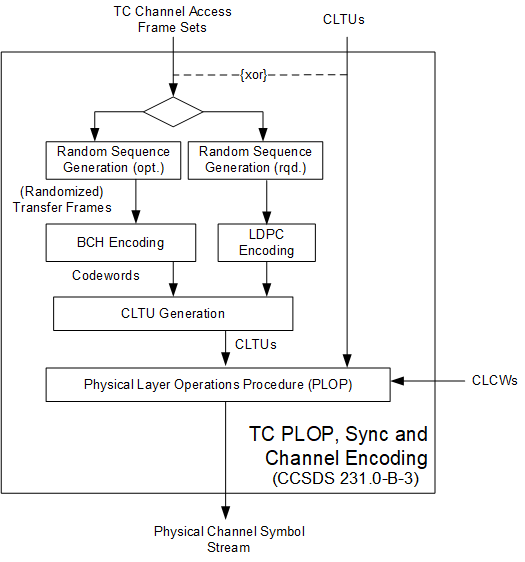 TC Channel Access
Frame Sets
CLTUs
{xor}
Random Sequence
Generation (opt.)
Random Sequence
Generation (rqd.)
(Randomized)
Transfer Frames
BCH Encoding
LDPC
Encoding
Codewords
CLTU Generation
CLTUs
Physical Layer Operations Procedure (PLOP)
CLCWs
TC PLOP, Sync and
Channel Encoding
(CCSDS 231.0-B-3)
Physical Channel Symbol
Stream